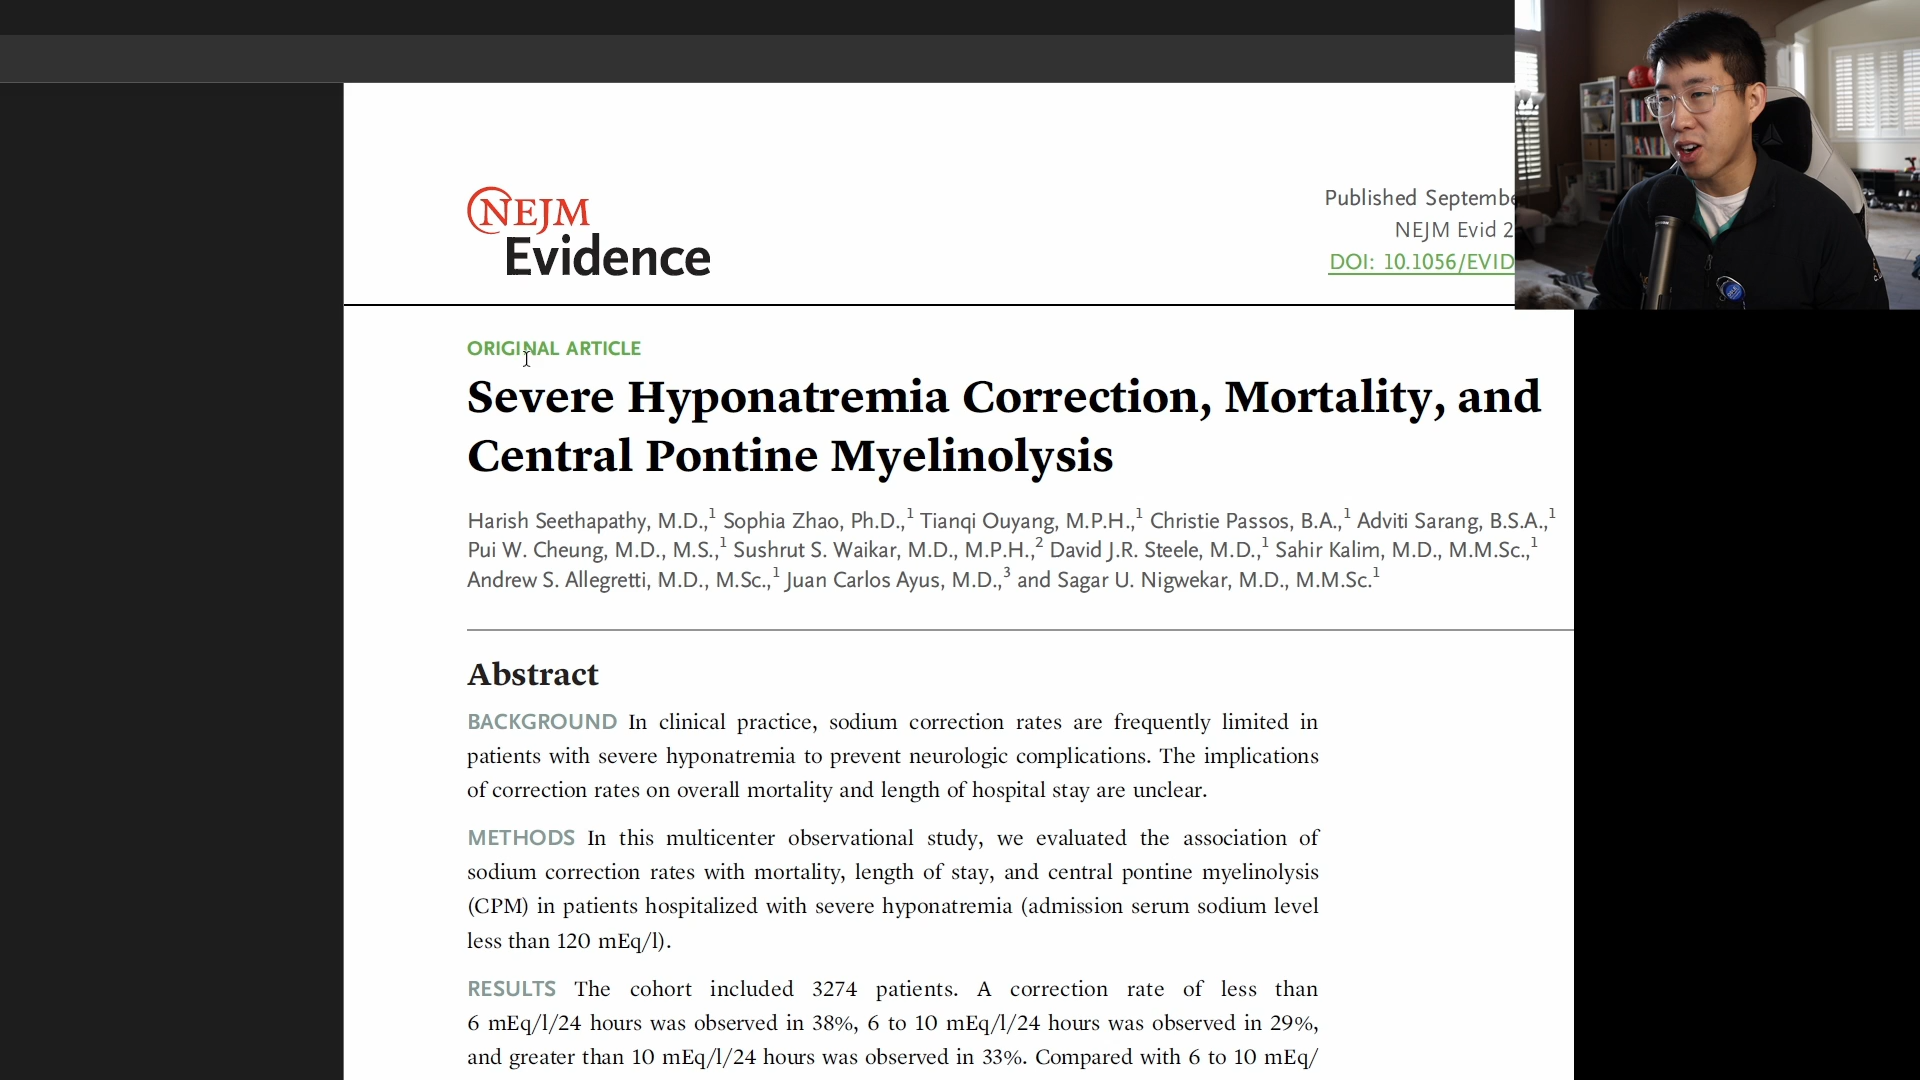 NEJM
Evidence
Published Septembe
NEJM Evid 2
DOI: 10.1056/EVID
ORIGINAL ARTICLE
Severe Hyponatremia Correction, Mortality, and
Central Pontine Myelinolysis
Harish Seethapathy, M.D.,1 Sophia Zhao, Ph.D.,1 Tianqi Ouyang, M.P.H.,1 Christie Passos, B.A.,1 Adviti Sarang, B.S.A.,1
Pui W. Cheung, M.D., M.S.,1 Sushrut S. Waikar, M.D., M.P.H.,2 David J.R. Steele, M.D.,1 Sahir Kalim, M.D., M.M.Sc.,1
Andrew S. Allegretti, M.D., M.Sc.,1 Juan Carlos Ayus, M.D.,3 and Sagar U. Nigwekar, M.D., M.M.Sc.1
Abstract
BACKGROUND In clinical practice, sodium correction rates are frequently limited in
patients with severe hyponatremia to prevent neurologic complications. The implications
of correction rates on overall mortality and length of hospital stay are unclear.
METHODS In this multicenter observational study, we evaluated the association of
sodium correction rates with mortality, length of stay, and central pontine myelinolysis
(CPM) in patients hospitalized with severe hyponatremia (admission serum sodium level
less than 120 mEq/l).
RESULTS The cohort included 3274 patients. A correction rate of less than
6 mEq/l/24 hours was observed in 38%, 6 to 10 mEq/l/24 hours was observed in 29%,
and greater than 10 mEq/l/24 hours was observed in 33%. Compared with 6 to 10 mEq/